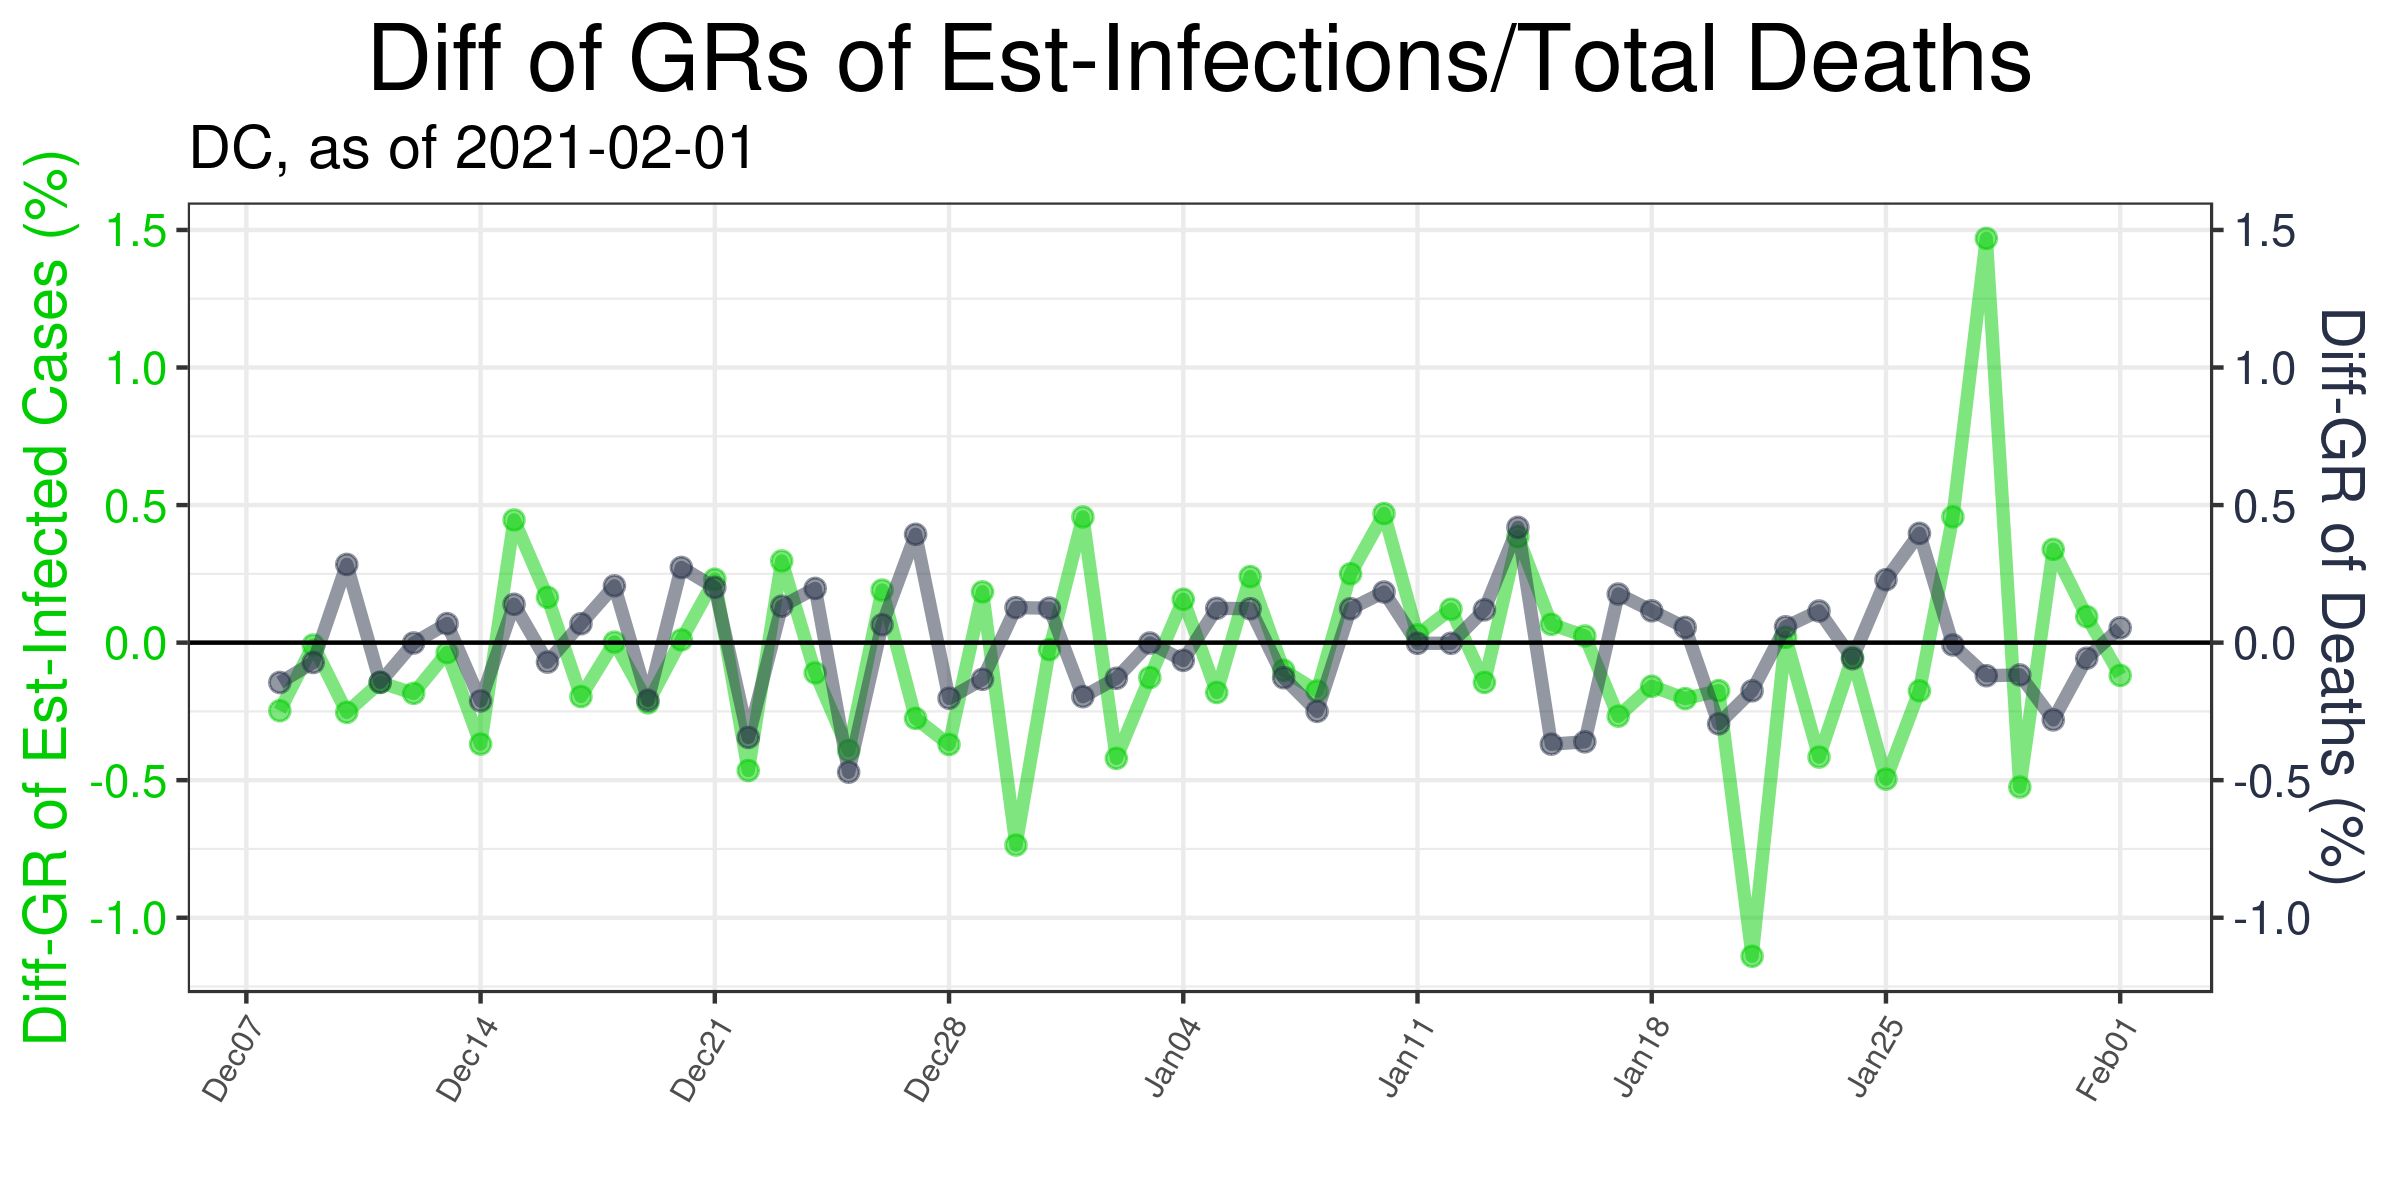 Diff of GRs of Est-Infections/Total Deaths
DC, as of 2021-02-01
Diff-GR of Est-Infected Cases (%)
1.5
1.0
0.5
0.0
-0.5
-1.0
1.5
1.0
0.5
0.0
-0.5
-1.0
Diff-GR of Deaths (%)
Dec07
Dec14
Dec21
Dec28
Jan04
Jan11
Jan18
Jan25
Feb01